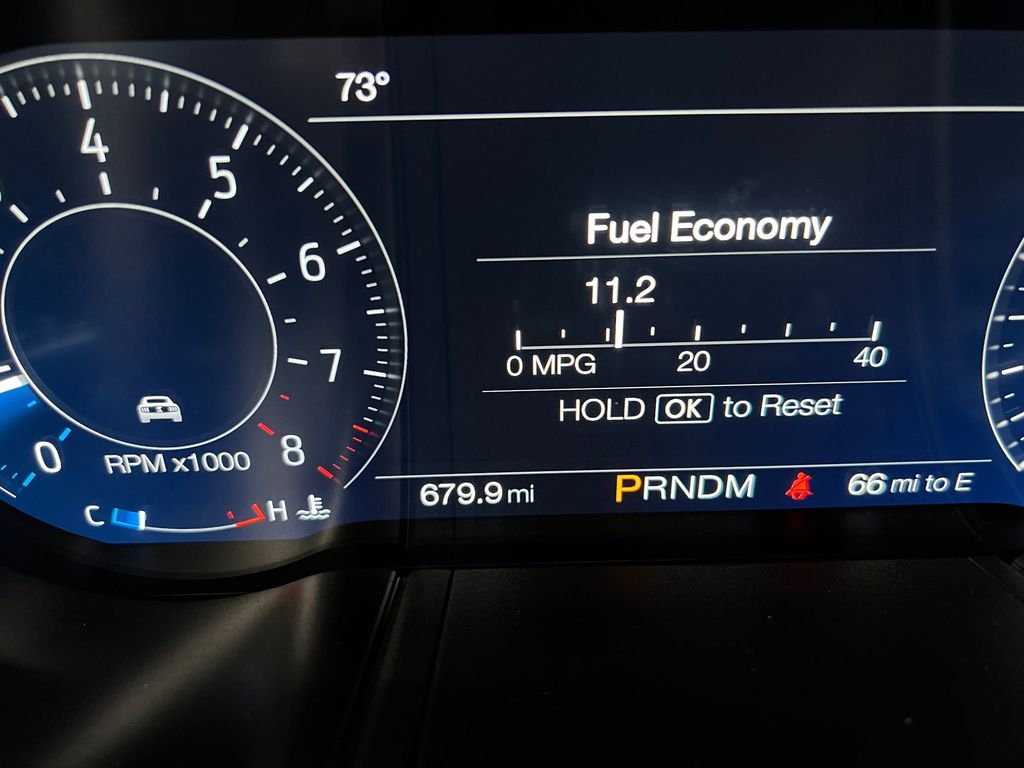 73°
4
5
6
7
8
0
RPM x1000
C
H
Fuel Economy
11.2
0 MPG 20 40
HOLD OK to Reset
679.9 mi PRNDM 66 mi to E